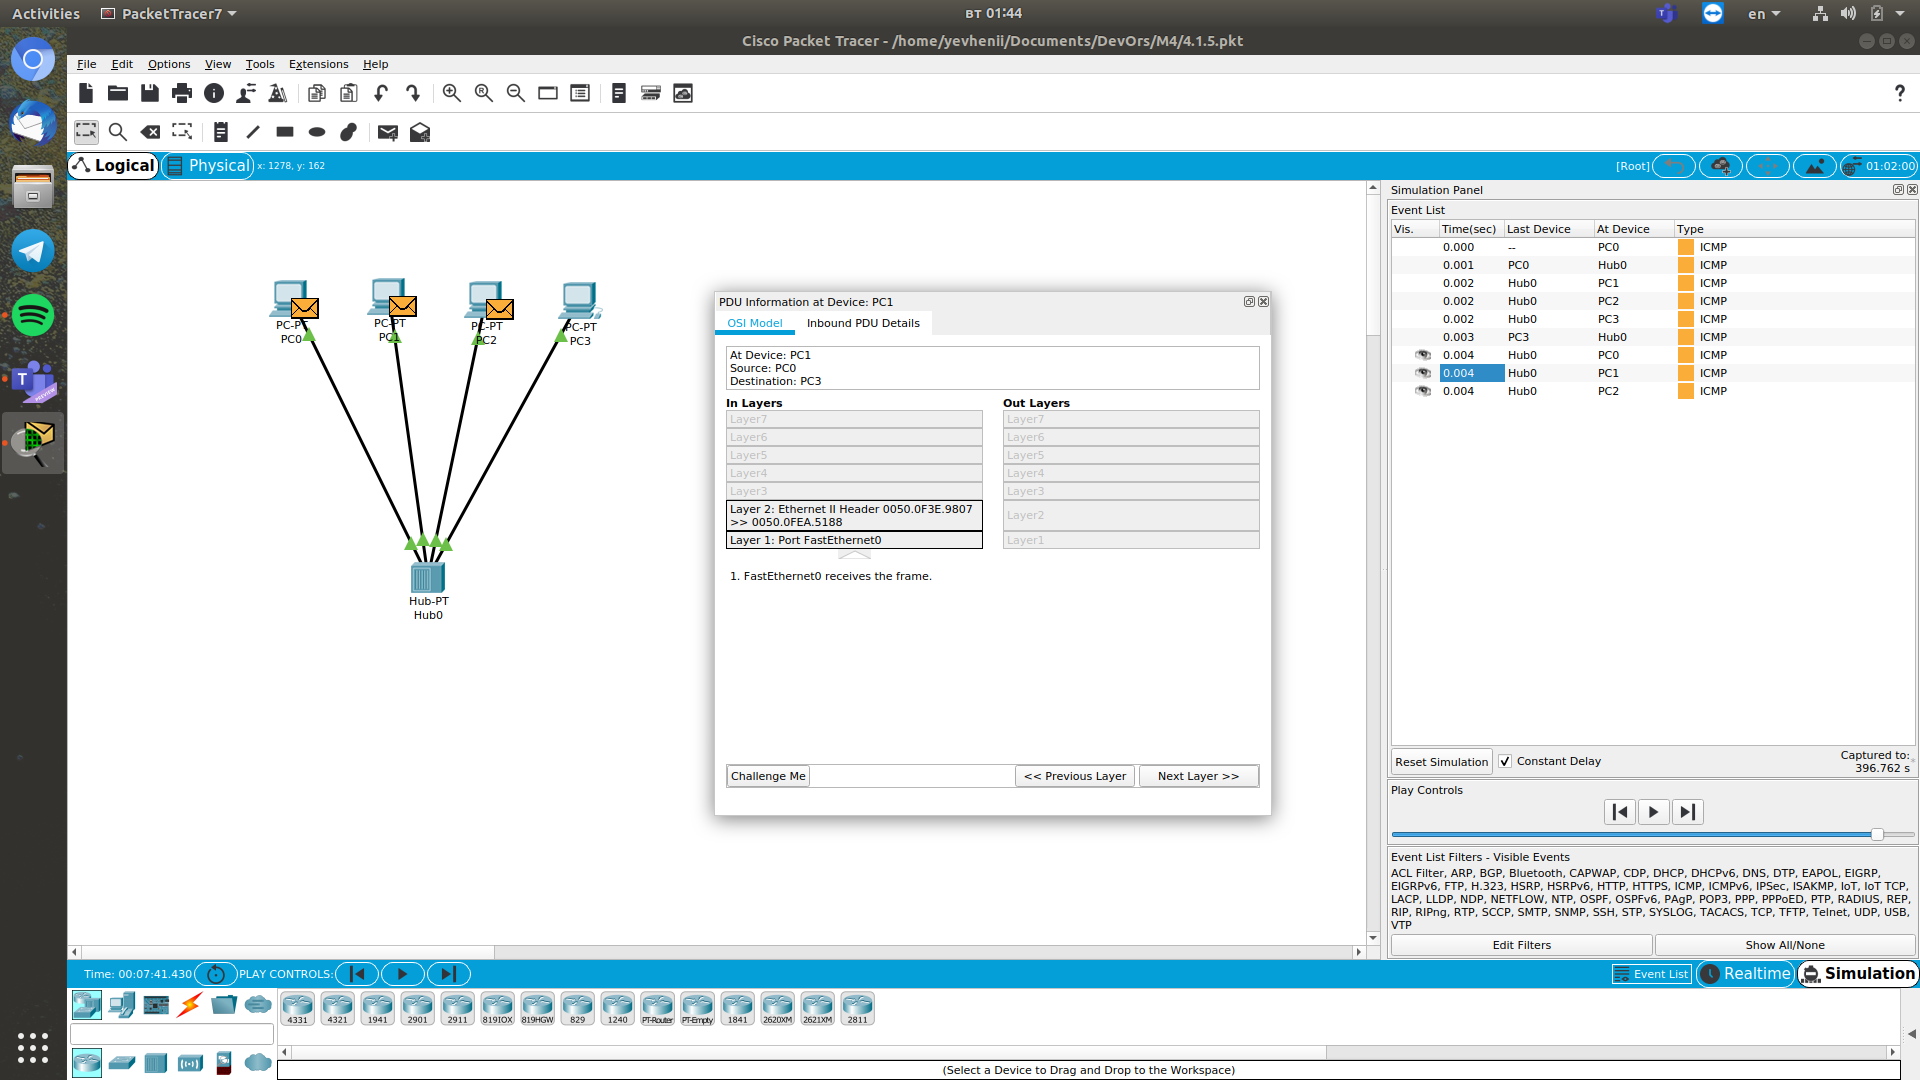 Activities
PacketTracer7
вт 01:44
en
Cisco Packet Tracer - /home/yevhenii/Documents/DevOrs/M4/4.1.5.pkt
File Edit Options View Tools Extensions Help
Logical
Physical
x: 1278, y: 162
[Root]
01:02:00
PC-PT
PC0
PC-PT
PC1
PC-PT
PC2
PC-PT
PC3
Hub-PT
Hub0
PDU Information at Device: PC1
OSI Model
Inbound PDU Details
At Device: PC1
Source: PC0
Destination: PC3
In Layers
Layer7
Layer6
Layer5
Layer4
Layer3
Layer 2: Ethernet II Header 0050.0F3E.9807
>> 0050.0FEA.5188
Layer 1: Port FastEthernet0
Out Layers
Layer7
Layer6
Layer5
Layer4
Layer3
Layer2
Layer1
1. FastEthernet0 receives the frame.
Challenge Me
<< Previous Layer
Next Layer >>
Simulation Panel
Event List
Vis. Time(sec) Last Device At Device Type
0.000 -- PC0 ICMP
0.001 PC0 Hub0 ICMP
0.002 Hub0 PC1 ICMP
0.002 Hub0 PC2 ICMP
0.002 Hub0 PC3 ICMP
0.003 PC3 Hub0 ICMP
0.004 Hub0 PC0 ICMP
0.004 Hub0 PC1 ICMP
0.004 Hub0 PC2 ICMP
Reset Simulation
Constant Delay
Captured to:
396.762 s
Play Controls
Event List Filters - Visible Events
ACL Filter, ARP, BGP, Bluetooth, CAPWAP, CDP, DHCP, DHCPv6, DNS, DTP, EAPOL, EIGRP,
EIGRPv6, FTP, H.323, HSRP, HSRPv6, HTTP, HTTPS, ICMP, ICMPv6, IPSec, ISAKMP, IoT, IoT TCP,
LACP, LLDP, NDP, NETFLOW, NTP, OSPF, OSPFv6, PAgP, POP3, PPP, PPPoED, PTP, RADIUS, REP,
RIP, RIPng, RTP, SCCP, SMTP, SNMP, SSH, STP, SYSLOG, TACACS, TCP, TFTP, Telnet, UDP, USB,
VTP
Edit Filters
Show All/None
Time: 00:07:41.430
PLAY CONTROLS:
Event List
Realtime
Simulation
4331 4321 1941 2901 2911 819IOX 819HGW 829 1240 PT-Router PT-Empty 1841 2620XM 2621XM 2811
(Select a Device to Drag and Drop to the Workspace)